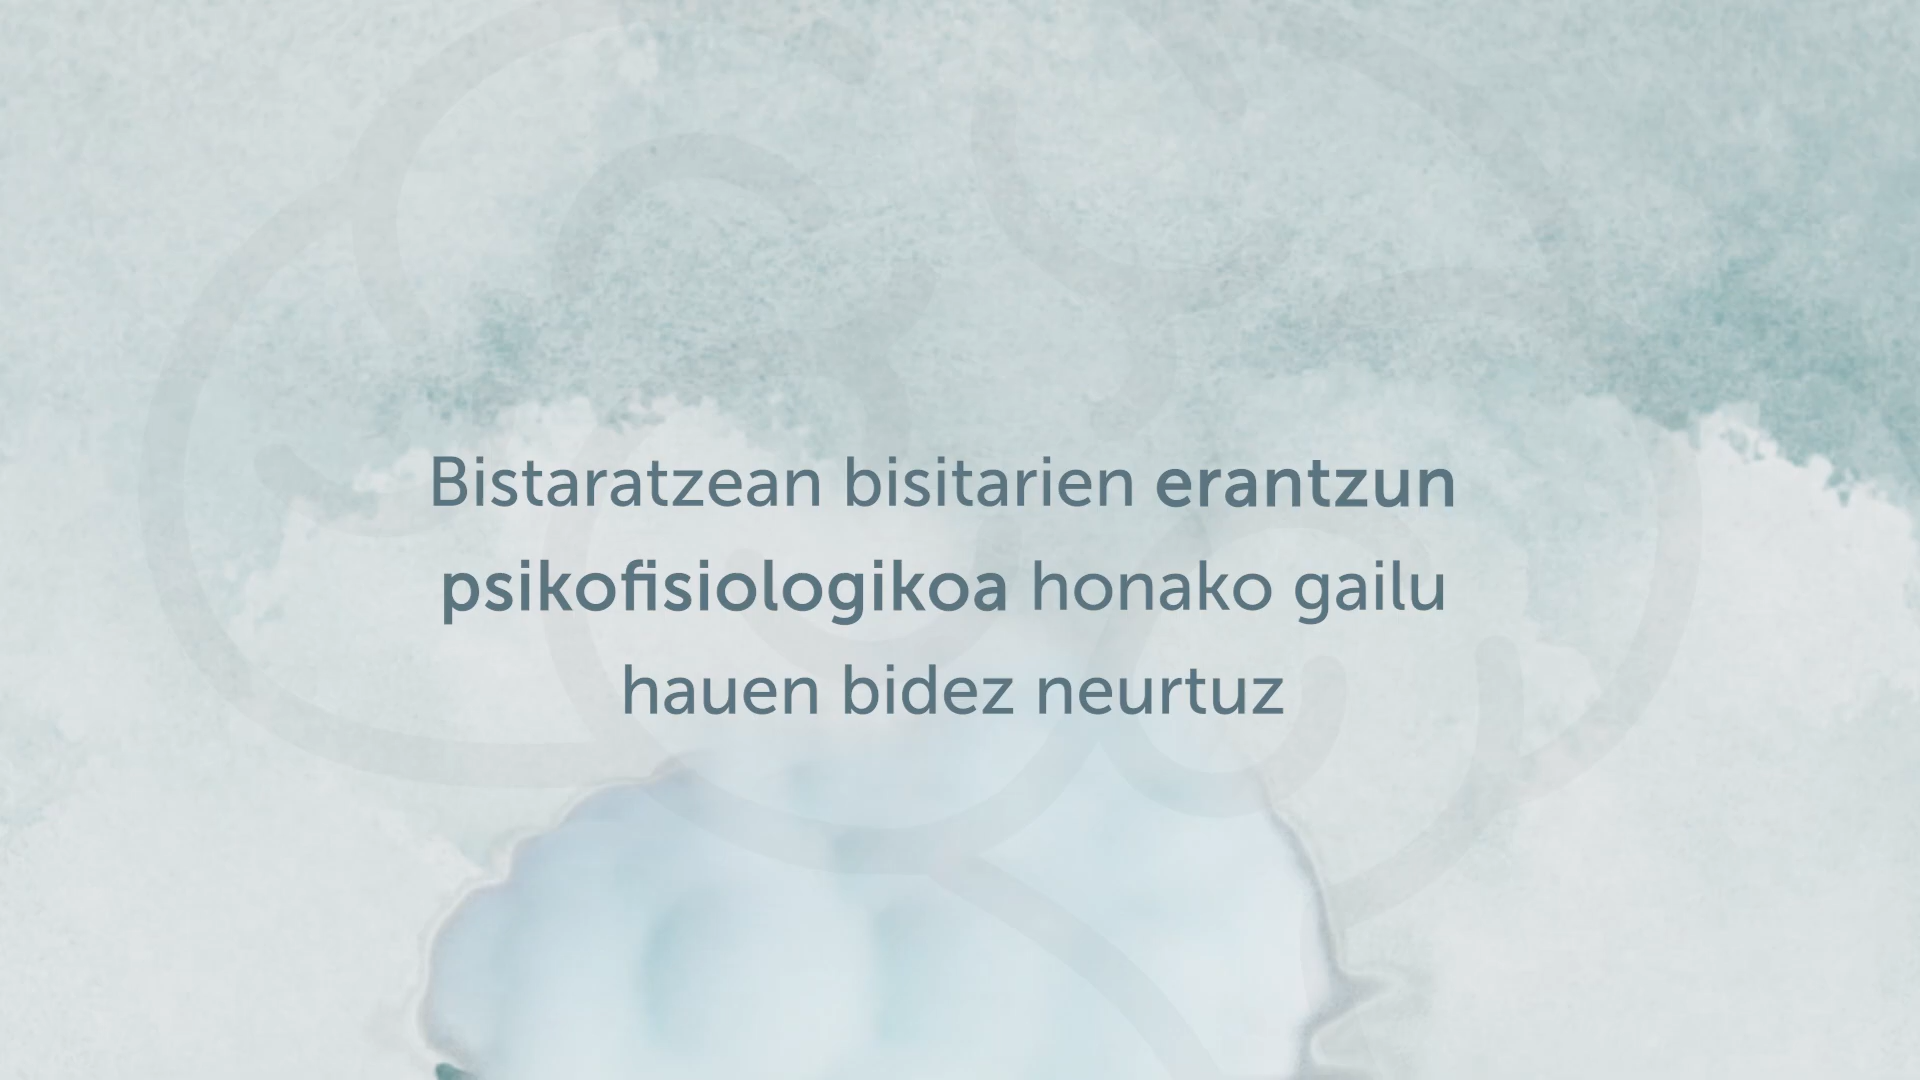 Bistaratzean bisitarien erantzun
psikofisiologikoa honako gailu
hauen bidez neurtuz